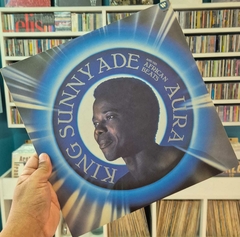 KING SUNNY ADE
AND HIS
AFRICAN
BEATS
AURA